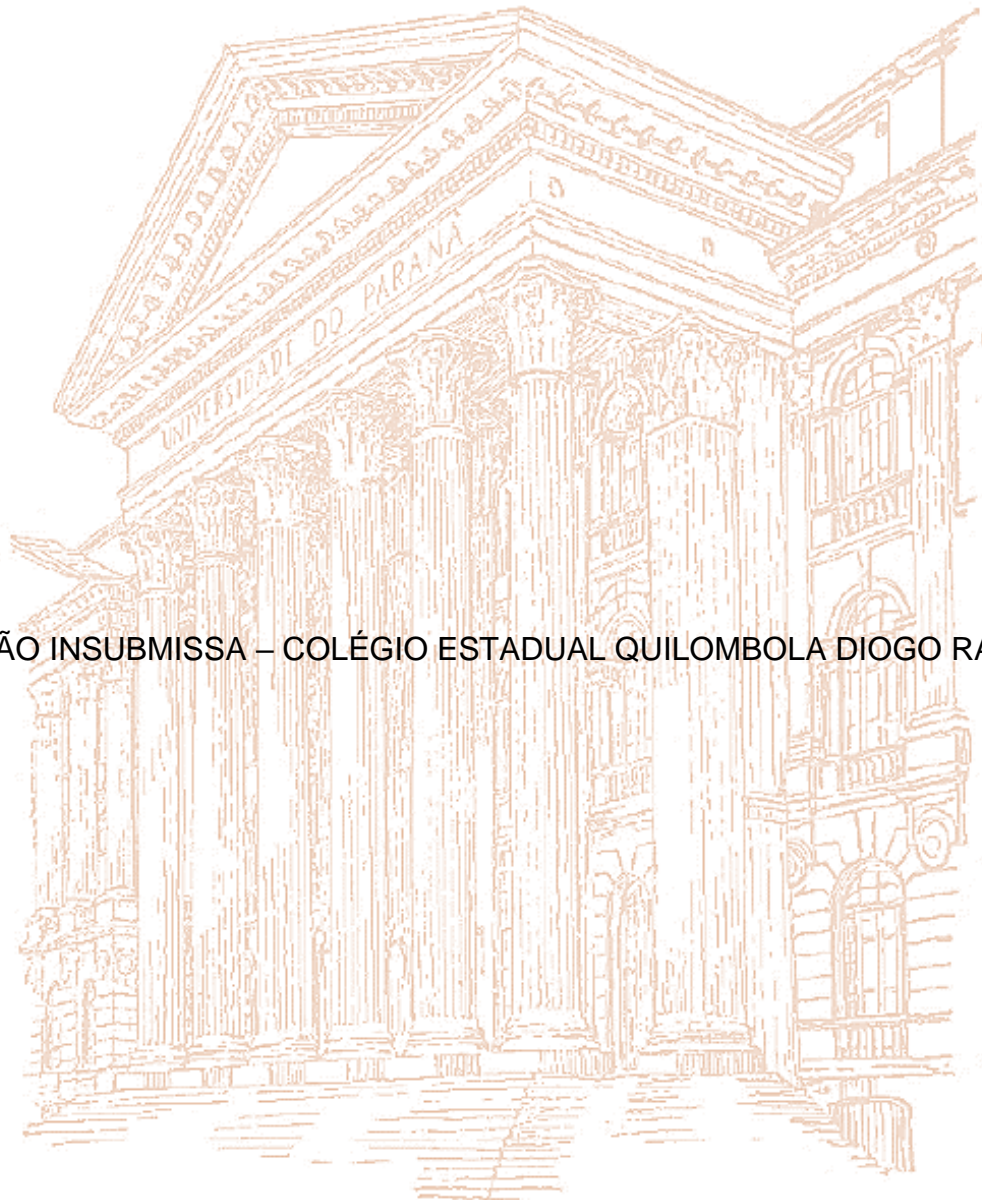 UNIVERSIDADE DO PARANÁ
ÃO INSUBMISSA – COLÉGIO ESTADUAL QUILOMBOLA DIOGO RA